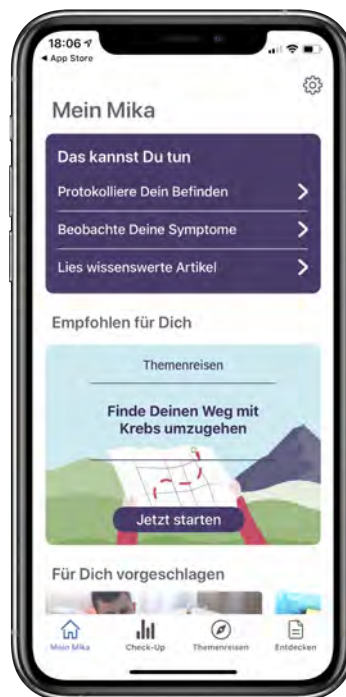 18:06
App Store
Mein Mika
Das kannst Du tun
Protokolliere Dein Befinden
Beobachte Deine Symptome
Lies wissenswerte Artikel
Empfohlen für Dich
Themenreisen
Finde Deinen Weg mit
Krebs umzugehen
Jetzt starten
Für Dich vorgeschlagen
Mein Mika
Check-Up
Themenreisen
Entdecken